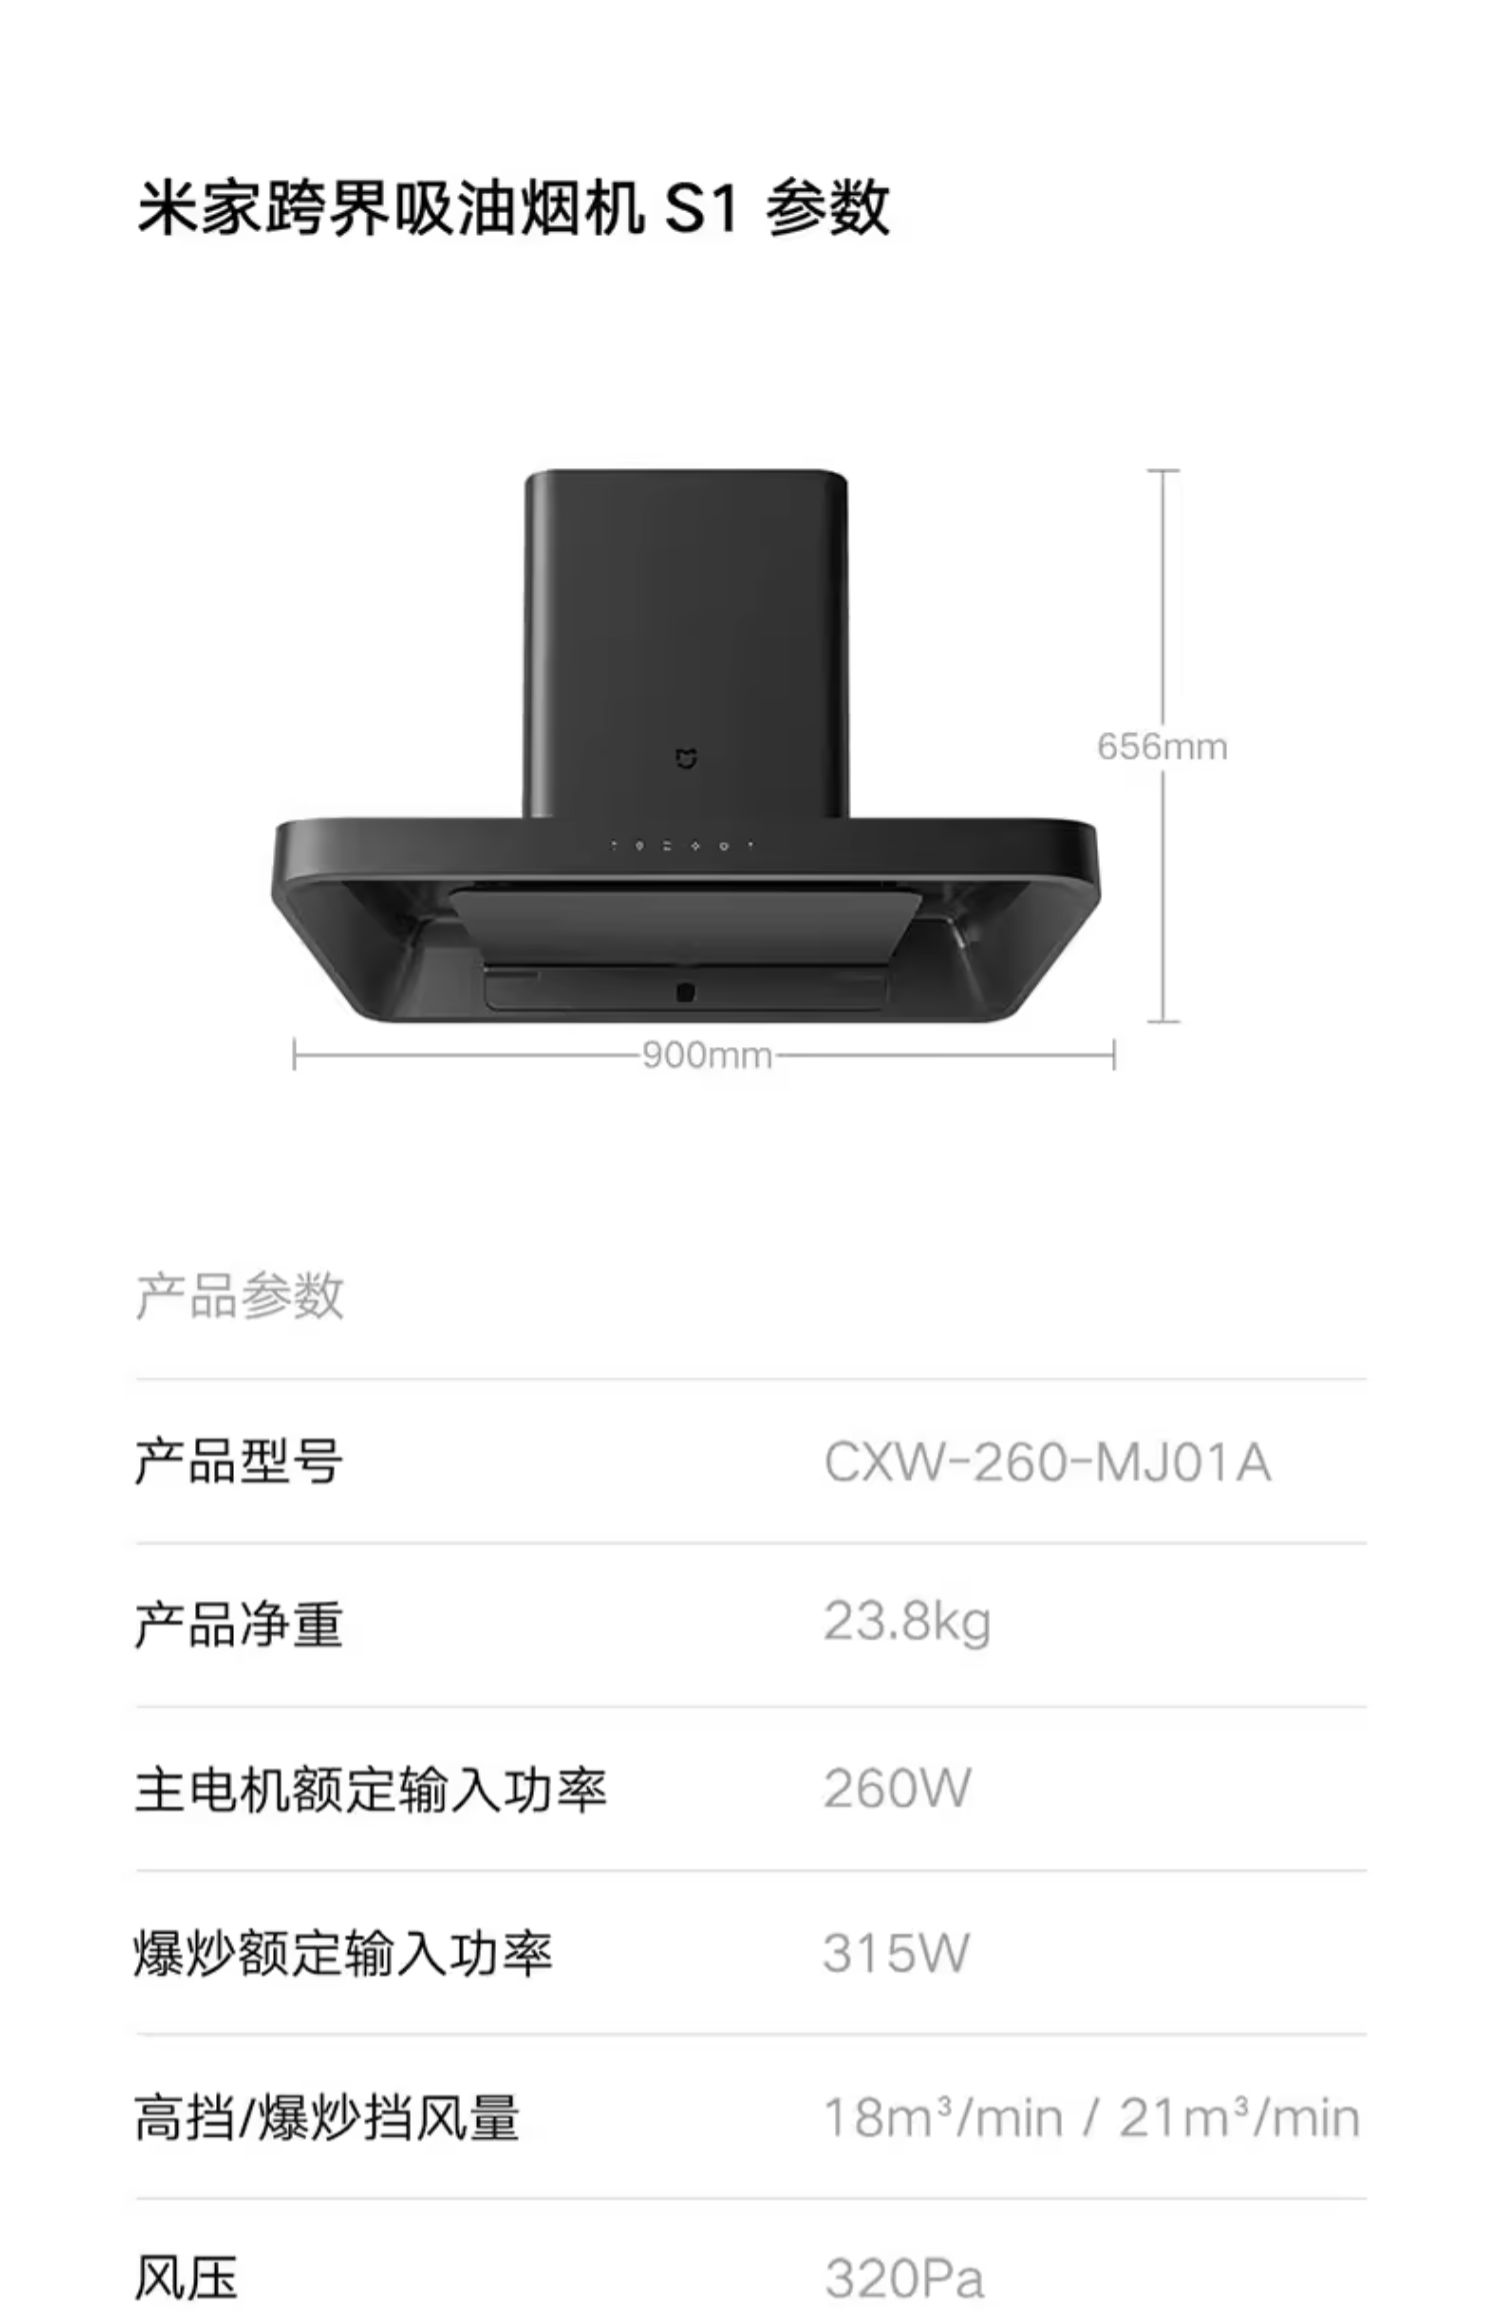 米家跨界吸油烟机 S1 参数
656mm
900mm
产品参数
产品型号 CXW-260-MJ01A
产品净重 23.8kg
主电机额定输入功率 260W
爆炒额定输入功率 315W
高挡/爆炒挡风量 18m³/min / 21m³/min
风压 320Pa